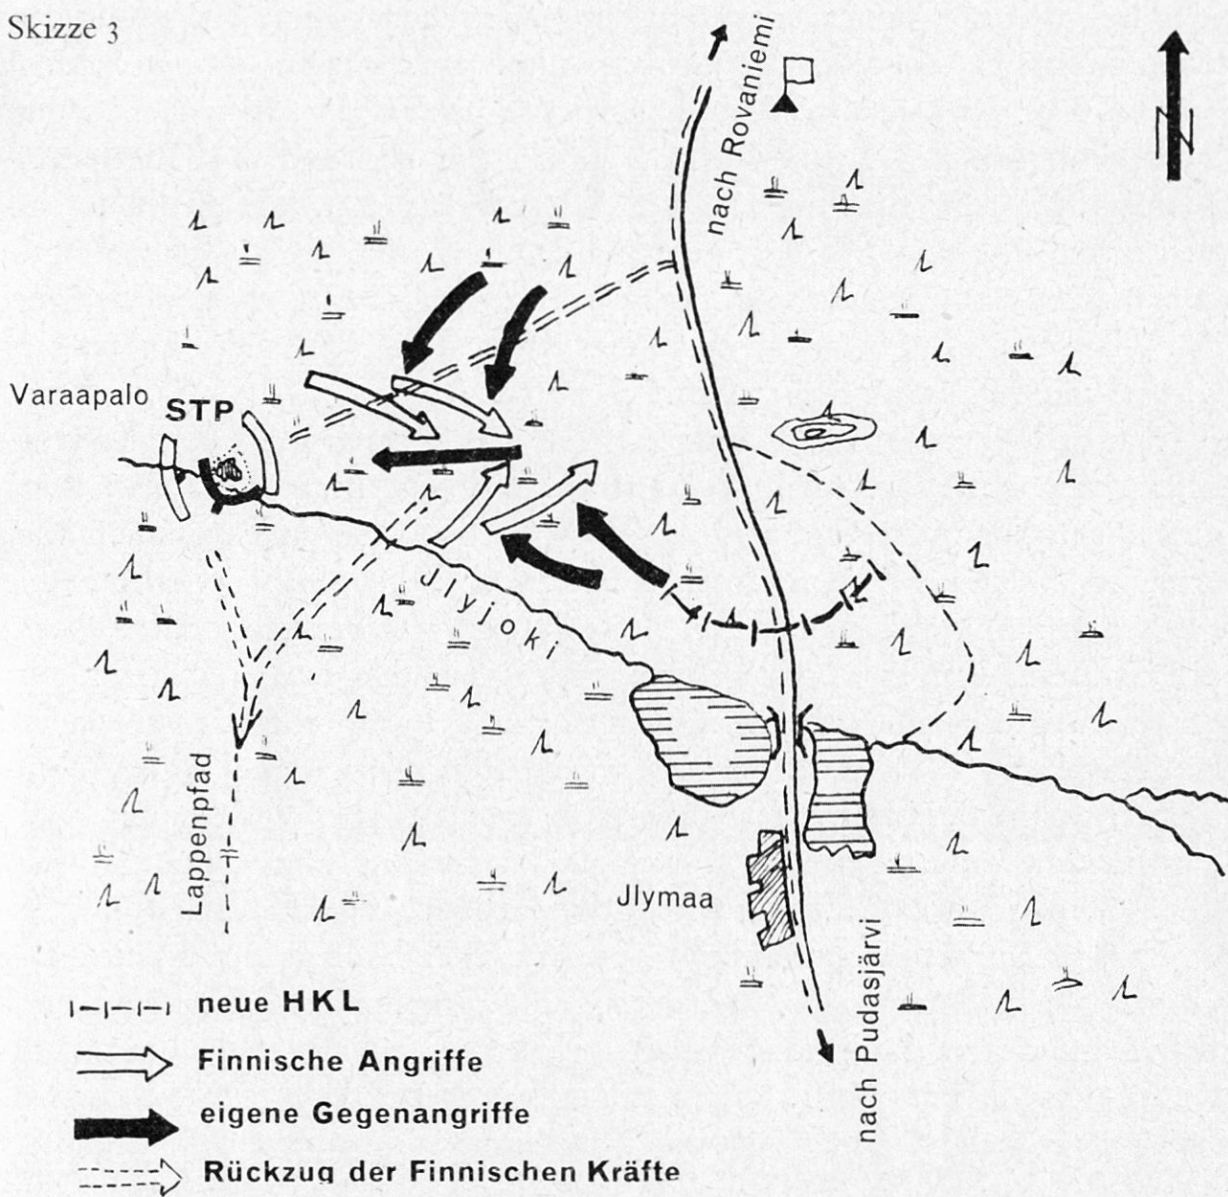 Skizze 3
nach Rovaniemi
N
Varaapalo
STP
Jlyjoki
Lappenpfad
Jlymaa
nach Pudasjärvi
neue HKL
Finnische Angriffe
eigene Gegenangriffe
Rückzug der Finnischen Kräfte